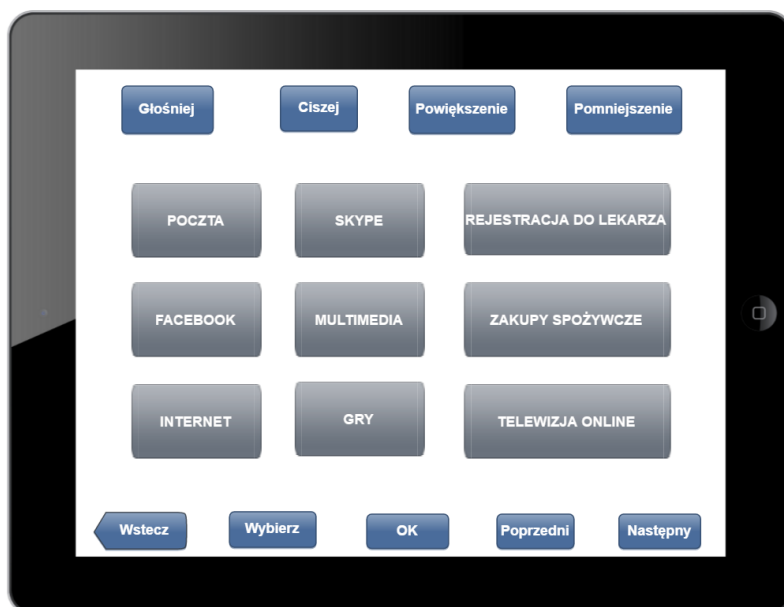 Głośniej
Ciszej
Powiększenie
Pomniejszenie
POCZTA
SKYPE
REJESTRACJA DO LEKARZA
FACEBOOK
MULTIMEDIA
ZAKUPY SPOŻYWCZE
INTERNET
GRY
TELEWIZJA ONLINE
Wstecz
Wybierz
OK
Poprzedni
Następny